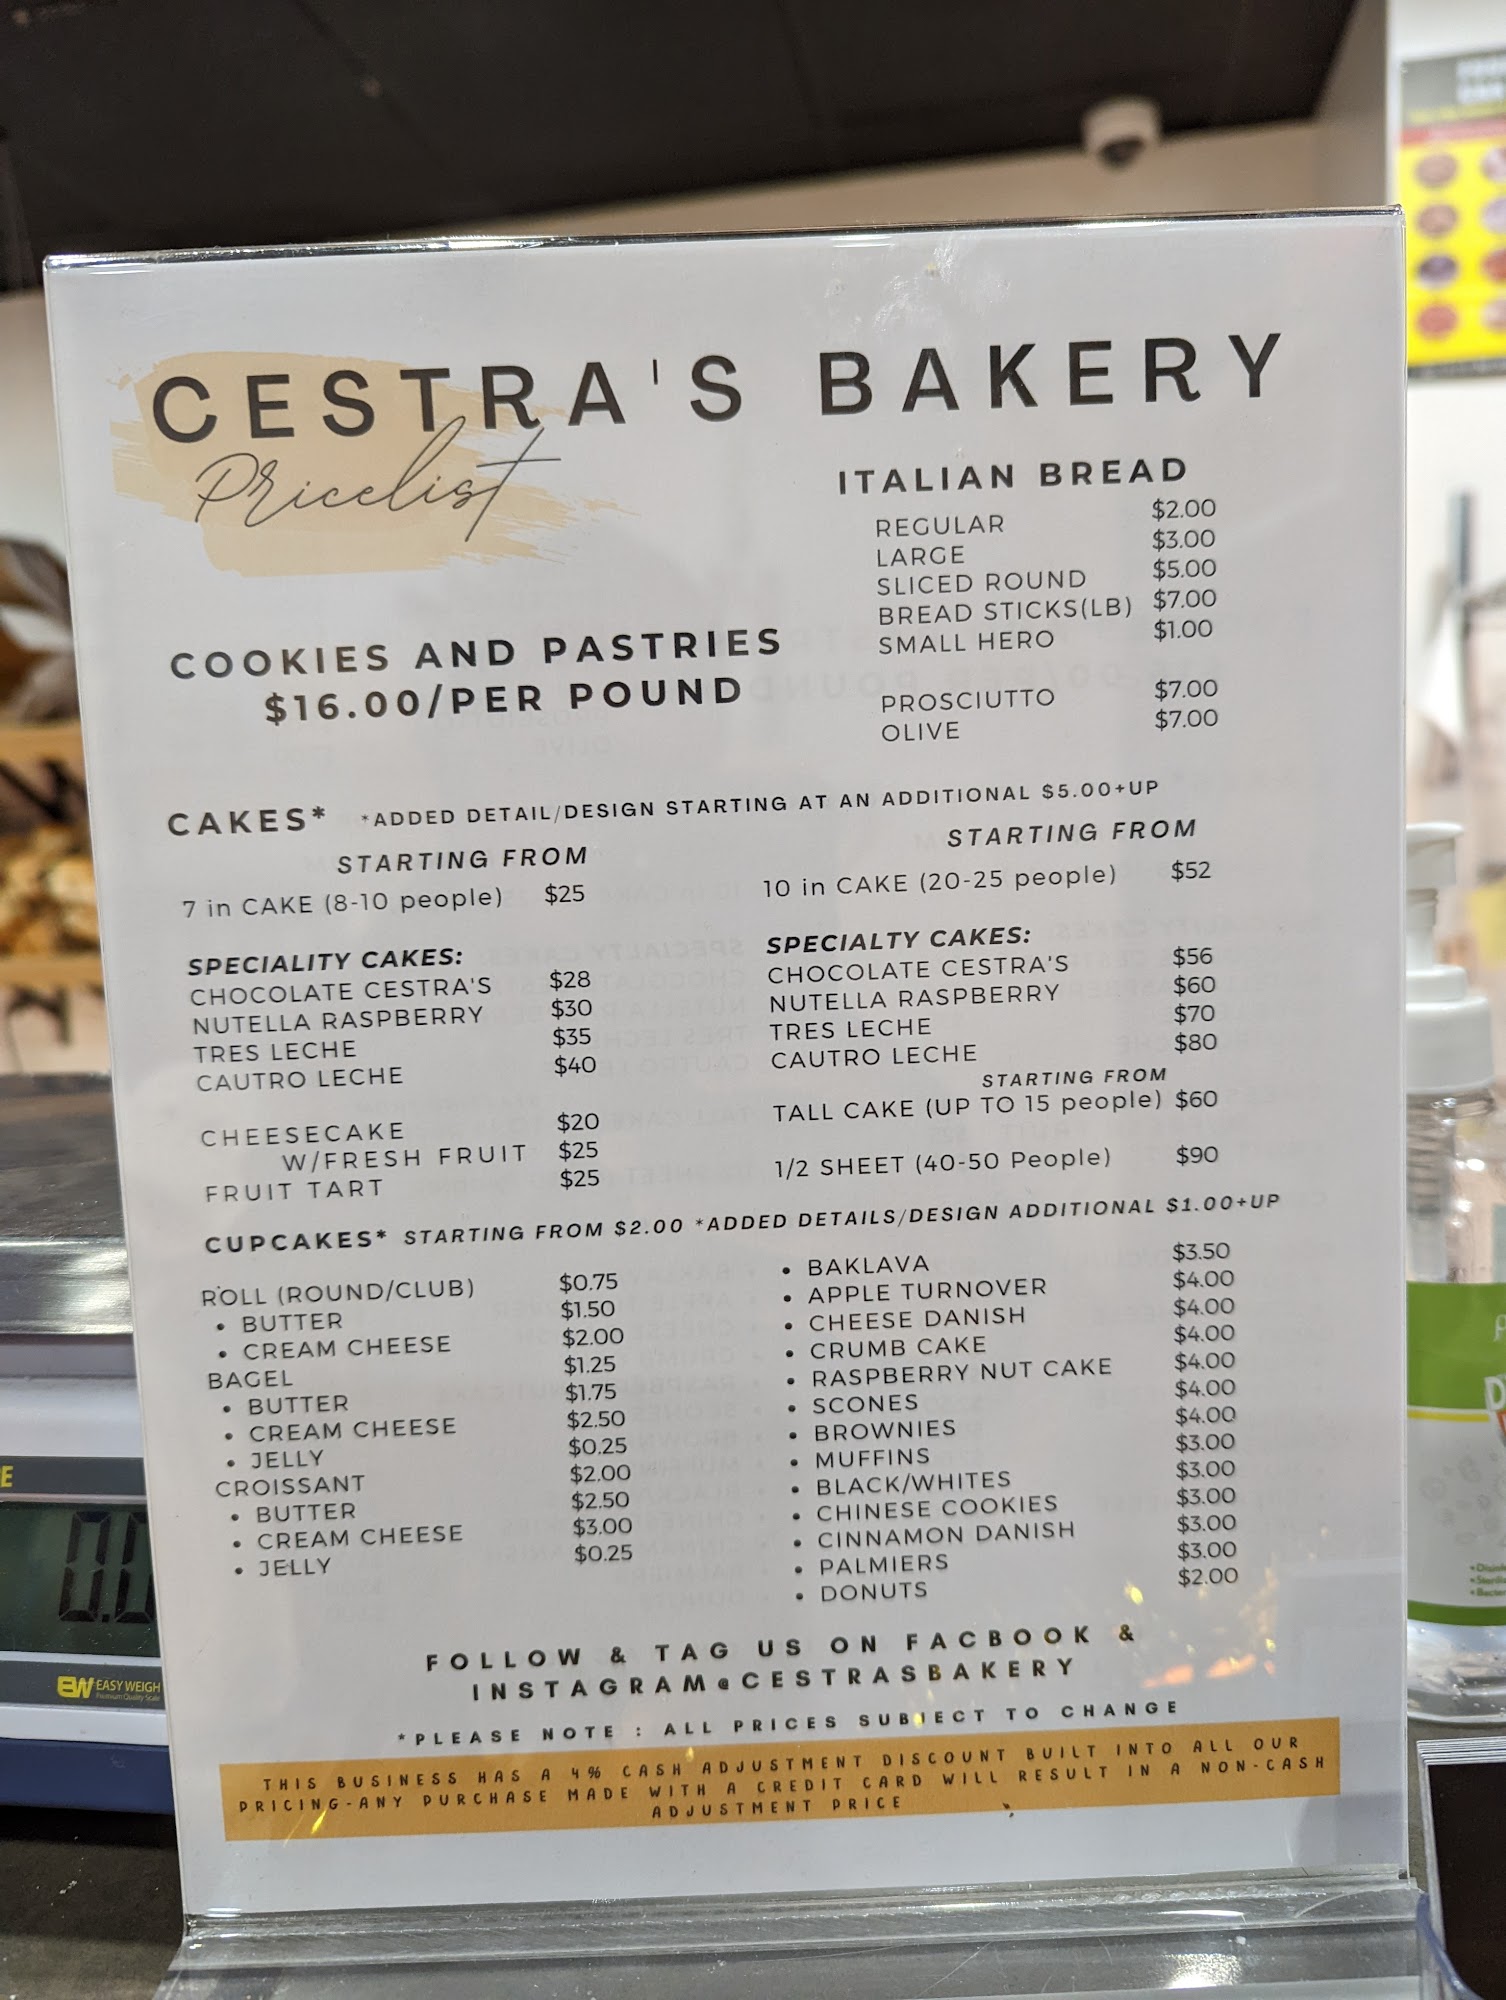 CESTRA'S BAKERY
Pricelist
ITALIAN BREAD
REGULAR $2.00
LARGE $3.00
SLICED ROUND $5.00
BREAD STICKS(LB) $7.00
SMALL HERO $1.00
PROSCIUTTO $7.00
OLIVE $7.00
COOKIES AND PASTRIES
$16.00/PER POUND
CAKES* *ADDED DETAIL/DESIGN STARTING AT AN ADDITIONAL $5.00+UP
STARTING FROM
7 in CAKE (8-10 people) $25
SPECIALITY CAKES:
CHOCOLATE CESTRA'S $28
NUTELLA RASPBERRY $30
TRES LECHE $35
CAUTRO LECHE $40
CHEESECAKE $20
W/FRESH FRUIT $25
FRUIT TART $25
STARTING FROM
10 in CAKE (20-25 people) $52
SPECIALTY CAKES:
CHOCOLATE CESTRA'S $56
NUTELLA RASPBERRY $60
TRES LECHE $70
CAUTRO LECHE $80
STARTING FROM
TALL CAKE (UP TO 15 people) $60
1/2 SHEET (40-50 People) $90
CUPCAKES* STARTING FROM $2.00 *ADDED DETAILS/DESIGN ADDITIONAL $1.00+UP
ROLL (ROUND/CLUB) $0.75
• BUTTER $1.50
• CREAM CHEESE $2.00
BAGEL $1.25
• BUTTER $1.75
• CREAM CHEESE $2.50
• JELLY $0.25
CROISSANT $2.00
• BUTTER $2.50
• CREAM CHEESE $3.00
• JELLY $0.25
• BAKLAVA $3.50
• APPLE TURNOVER $4.00
• CHEESE DANISH $4.00
• CRUMB CAKE $4.00
• RASPBERRY NUT CAKE $4.00
• SCONES $4.00
• BROWNIES $4.00
• MUFFINS $3.00
• BLACK/WHITES $3.00
• CHINESE COOKIES $3.00
• CINNAMON DANISH $3.00
• PALMIERS $3.00
• DONUTS $2.00
FOLLOW & TAG US ON FACBOOK &
INSTAGRAM@CESTRASBAKERY
*PLEASE NOTE : ALL PRICES SUBJECT TO CHANGE
THIS BUSINESS HAS A 4% CASH ADJUSTMENT DISCOUNT BUILT INTO ALL OUR
PRICING-ANY PURCHASE MADE WITH A CREDIT CARD WILL RESULT IN A NON-CASH
ADJUSTMENT PRICE
0.0
EW EASY WEIGH
Premium Quality Scale